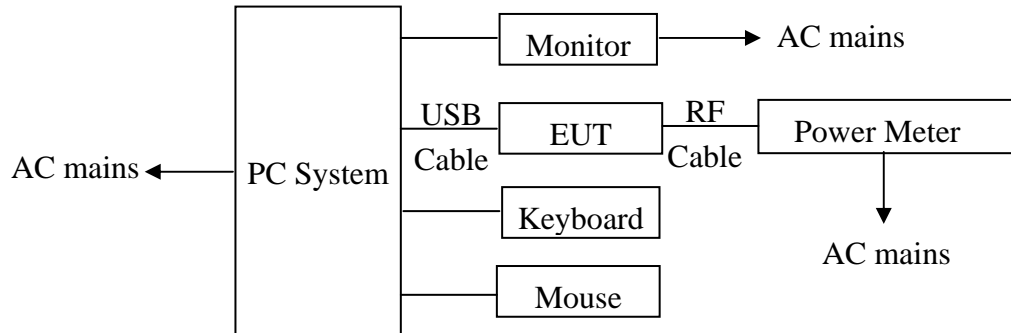 Monitor
AC mains
USB
Cable
EUT
RF
Cable
Power Meter
AC mains
PC System
Keyboard
AC mains
Mouse